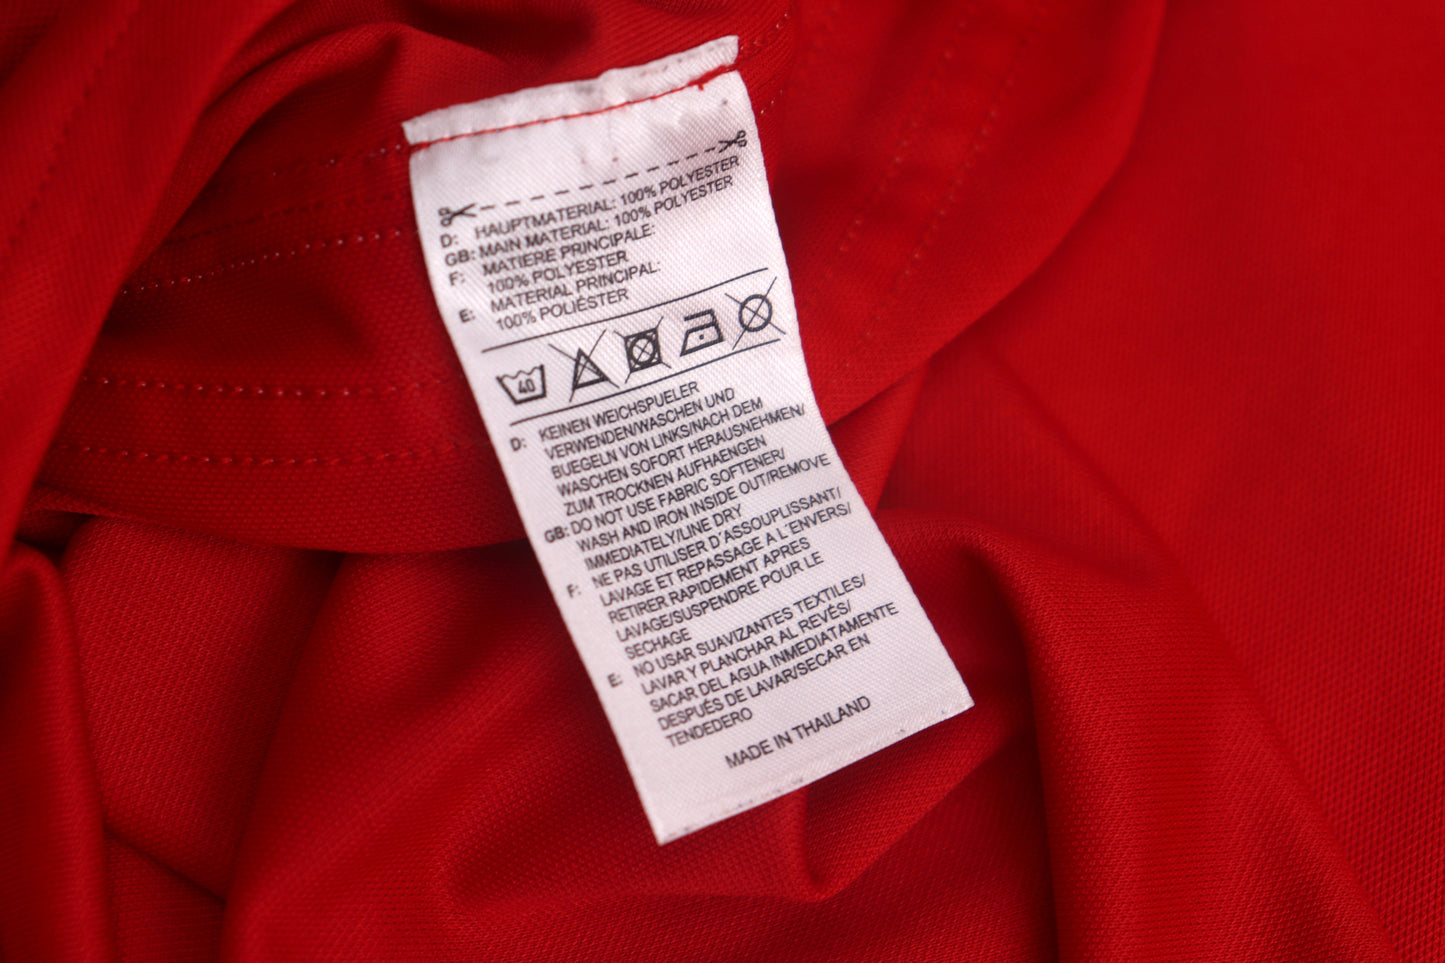 D: HAUPTMATERIAL: 100% POLYESTER
GB: MAIN MATERIAL: 100% POLYESTER
F: MATIERE PRINCIPALE:
100% POLYESTER
E: MATERIAL PRINCIPAL:
100% POLIÉSTER
40
D: KEINEN WEICHSPUELER
VERWENDEN/WASCHEN UND
BUEGELN VON LINKS/NACH DEM
WASCHEN SOFORT HERAUSNEHMEN/
ZUM TROCKNEN AUFHAENGEN
GB: DO NOT USE FABRIC SOFTENER/
WASH AND IRON INSIDE OUT/REMOVE
IMMEDIATELY/LINE DRY
F: NE PAS UTILISER D´ASSOUPLISSANT/
LAVAGE ET REPASSAGE A L´ENVERS/
RETIRER RAPIDEMENT APRES
LAVAGE/SUSPENDRE POUR LE
SECHAGE
E: NO USAR SUAVIZANTES TEXTILES/
LAVAR Y PLANCHAR AL REVÉS/
SACAR DEL AGUA INMEDIATAMENTE
DESPUÉS DE LAVAR/SECAR EN
TENDEDERO
MADE IN THAILAND